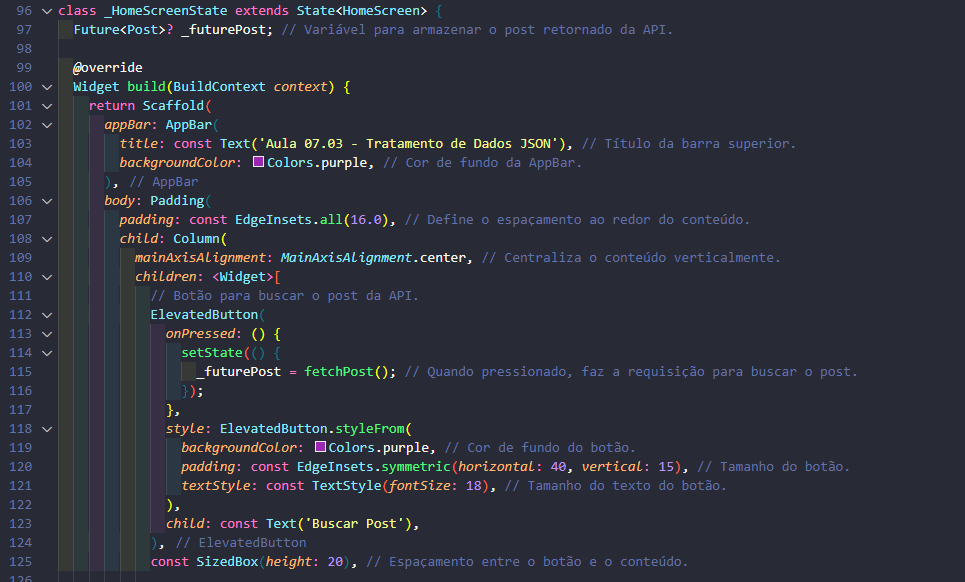 96 class _HomeScreenState extends State<HomeScreen> {
97 Future<Post>? _futurePost; // Variável para armazenar o post retornado da API.
98
99 @override
100 Widget build(BuildContext context) {
101 return Scaffold(
102 appBar: AppBar(
103 title: const Text('Aula 07.03 - Tratamento de Dados JSON'), // Título da barra superior.
104 backgroundColor: Colors.purple, // Cor de fundo da AppBar.
105 ), // AppBar
106 body: Padding(
107 padding: const EdgeInsets.all(16.0), // Define o espaçamento ao redor do conteúdo.
108 child: Column(
109 mainAxisAlignment: MainAxisAlignment.center, // Centraliza o conteúdo verticalmente.
110 children: <Widget>[
111 // Botão para buscar o post da API.
112 ElevatedButton(
113 onPressed: () {
114 setState(() {
115 _futurePost = fetchPost(); // Quando pressionado, faz a requisição para buscar o post.
116 });
117 },
118 style: ElevatedButton.styleFrom(
119 backgroundColor: Colors.purple, // Cor de fundo do botão.
120 padding: const EdgeInsets.symmetric(horizontal: 40, vertical: 15), // Tamanho do botão.
121 textStyle: const TextStyle(fontSize: 18), // Tamanho do texto do botão.
122 ),
123 child: const Text('Buscar Post'),
124 ), // ElevatedButton
125 const SizedBox(height: 20), // Espaçamento entre o botão e o conteúdo.
126